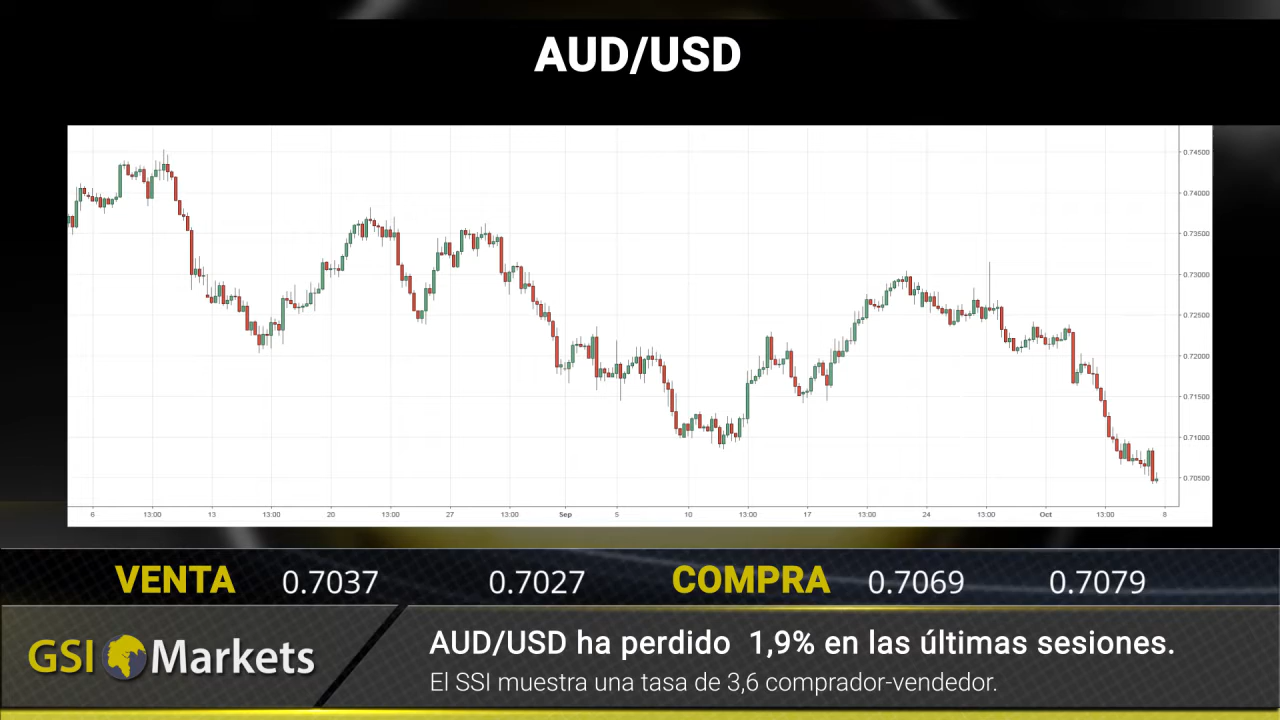 AUD/USD
0.74500
0.74000
0.73500
0.73000
0.72500
0.72000
0.71500
0.71000
0.70500
6 13:00 13 13:00 20 13:00 27 13:00 Sep 5 10 13:00 17 13:00 24 13:00 Oct 13:00 8
VENTA 0.7037 0.7027 COMPRA 0.7069 0.7079
GSI Markets
AUD/USD ha perdido 1,9% en las últimas sesiones.
El SSI muestra una tasa de 3,6 comprador-vendedor.